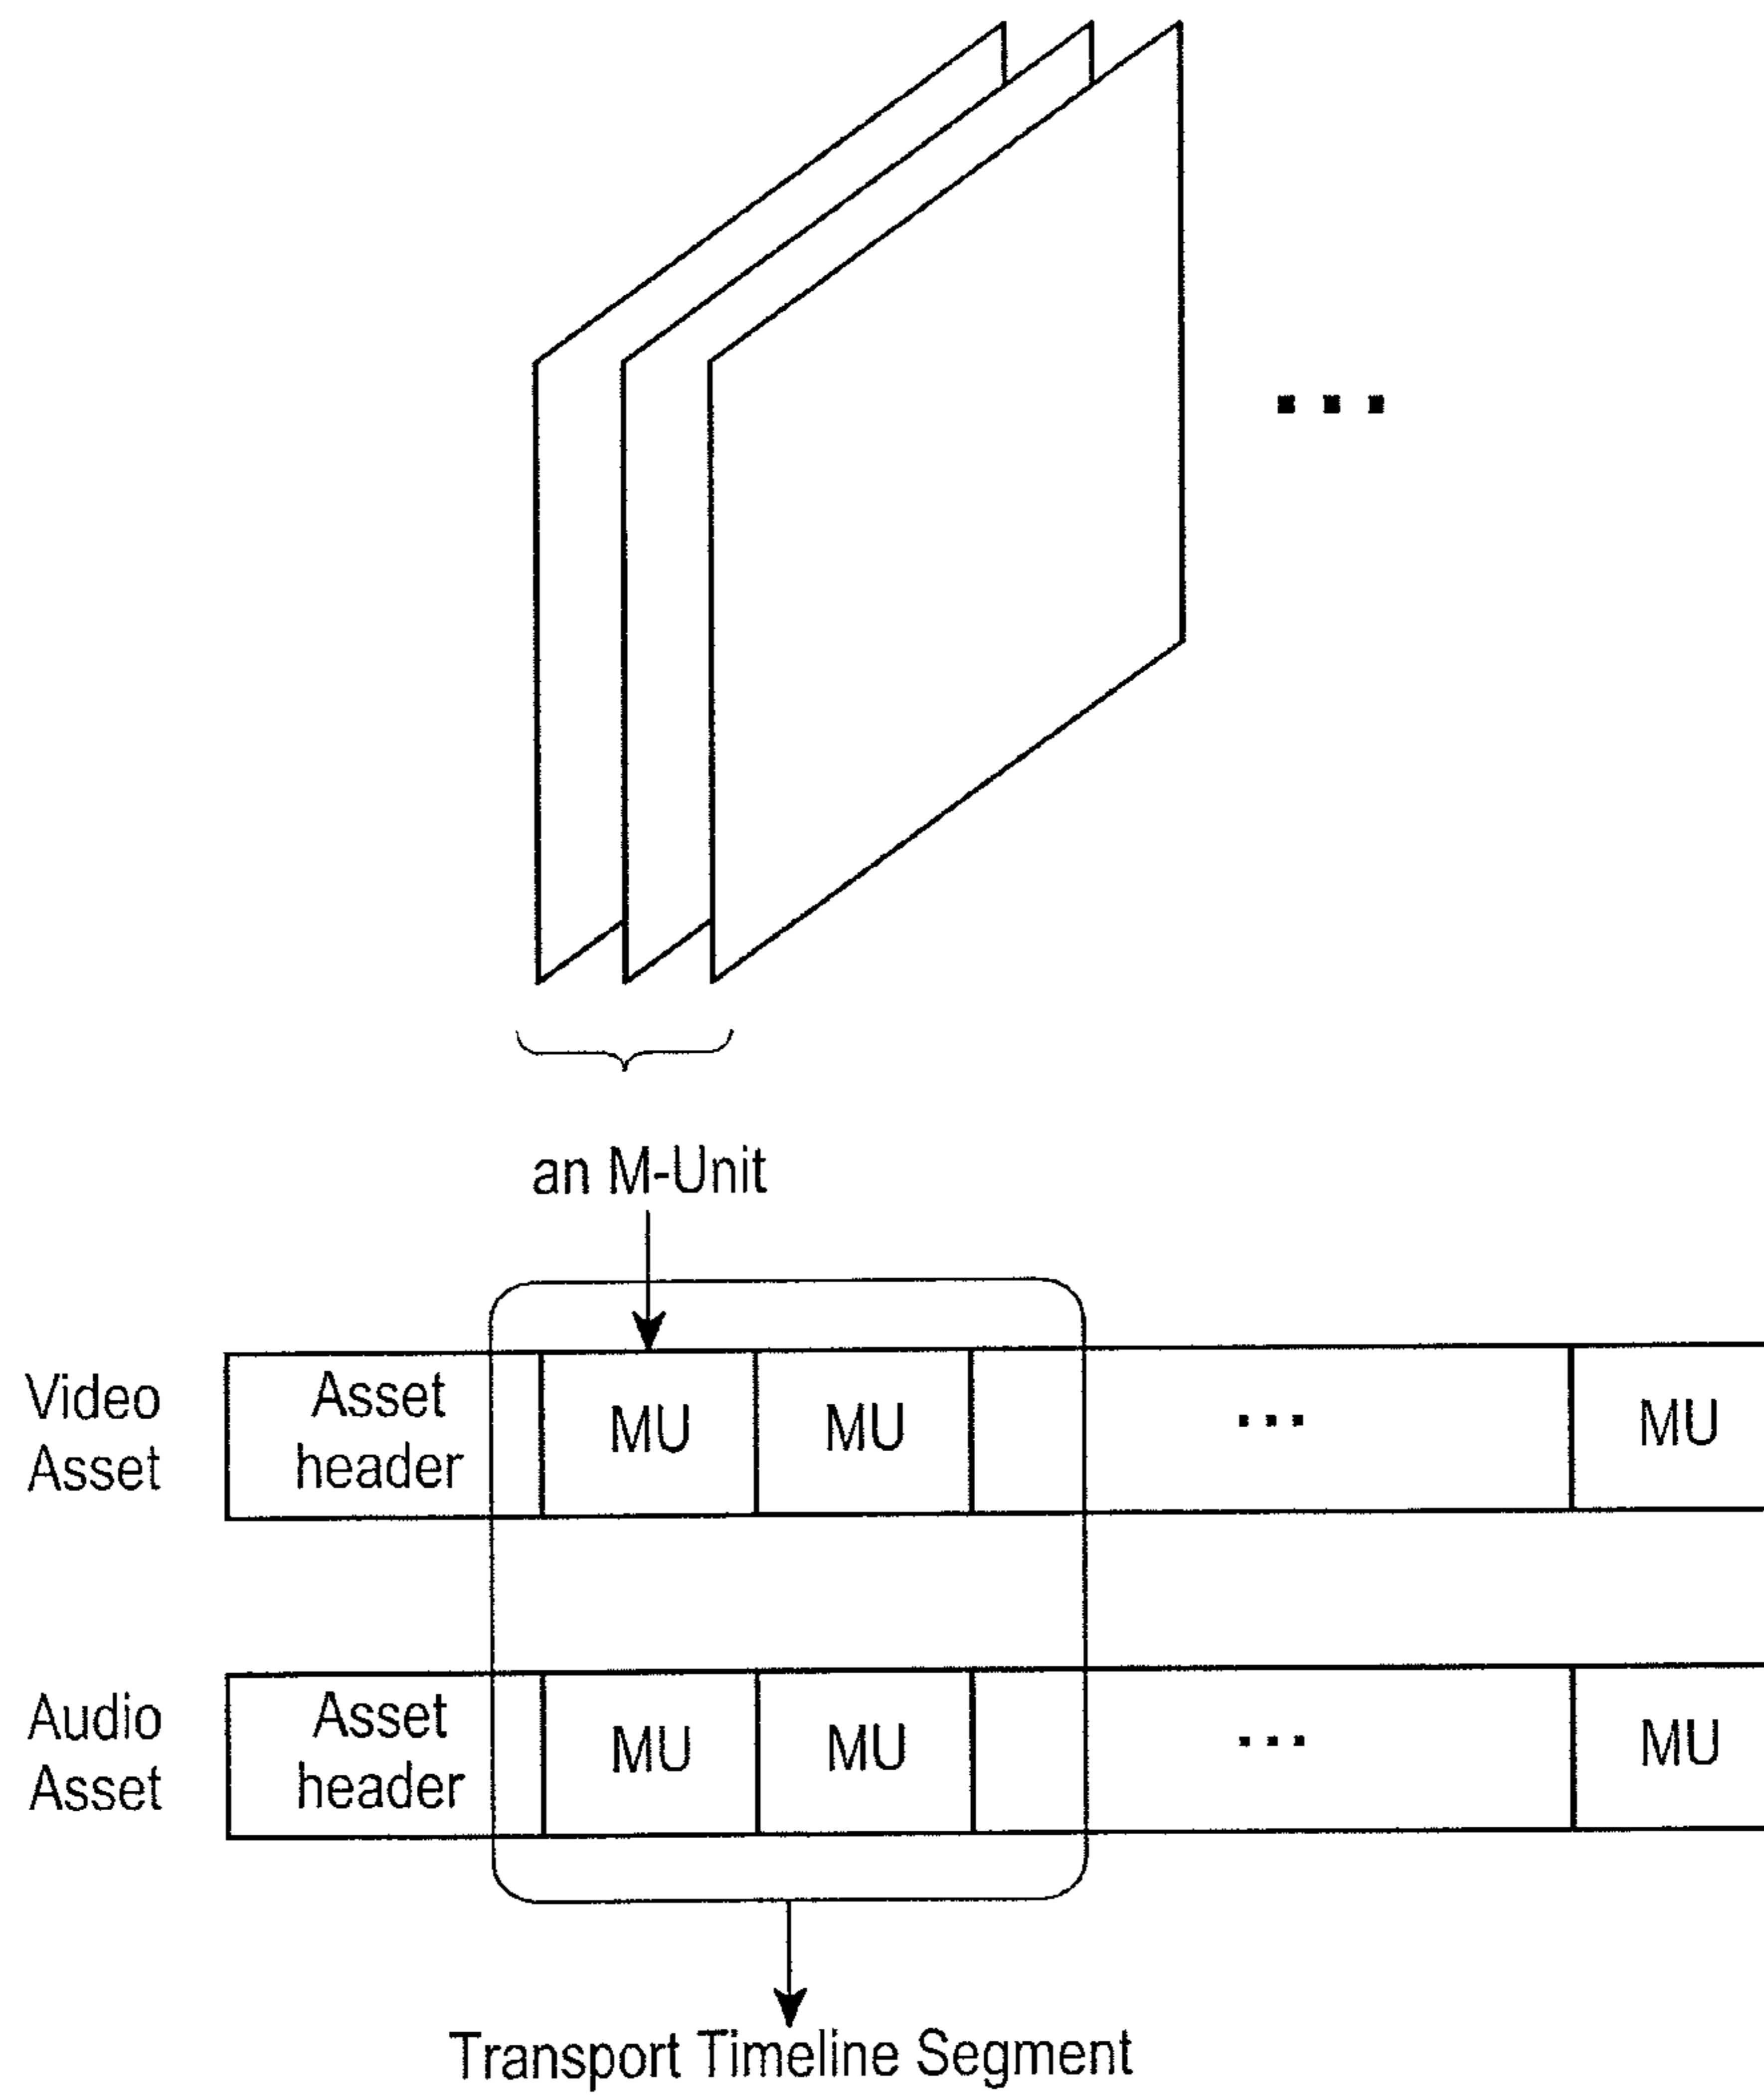 an M-Unit
Video
Asset
Asset
header
MU
MU
...
MU
Audio
Asset
Asset
header
MU
MU
...
MU
Transport Timeline Segment